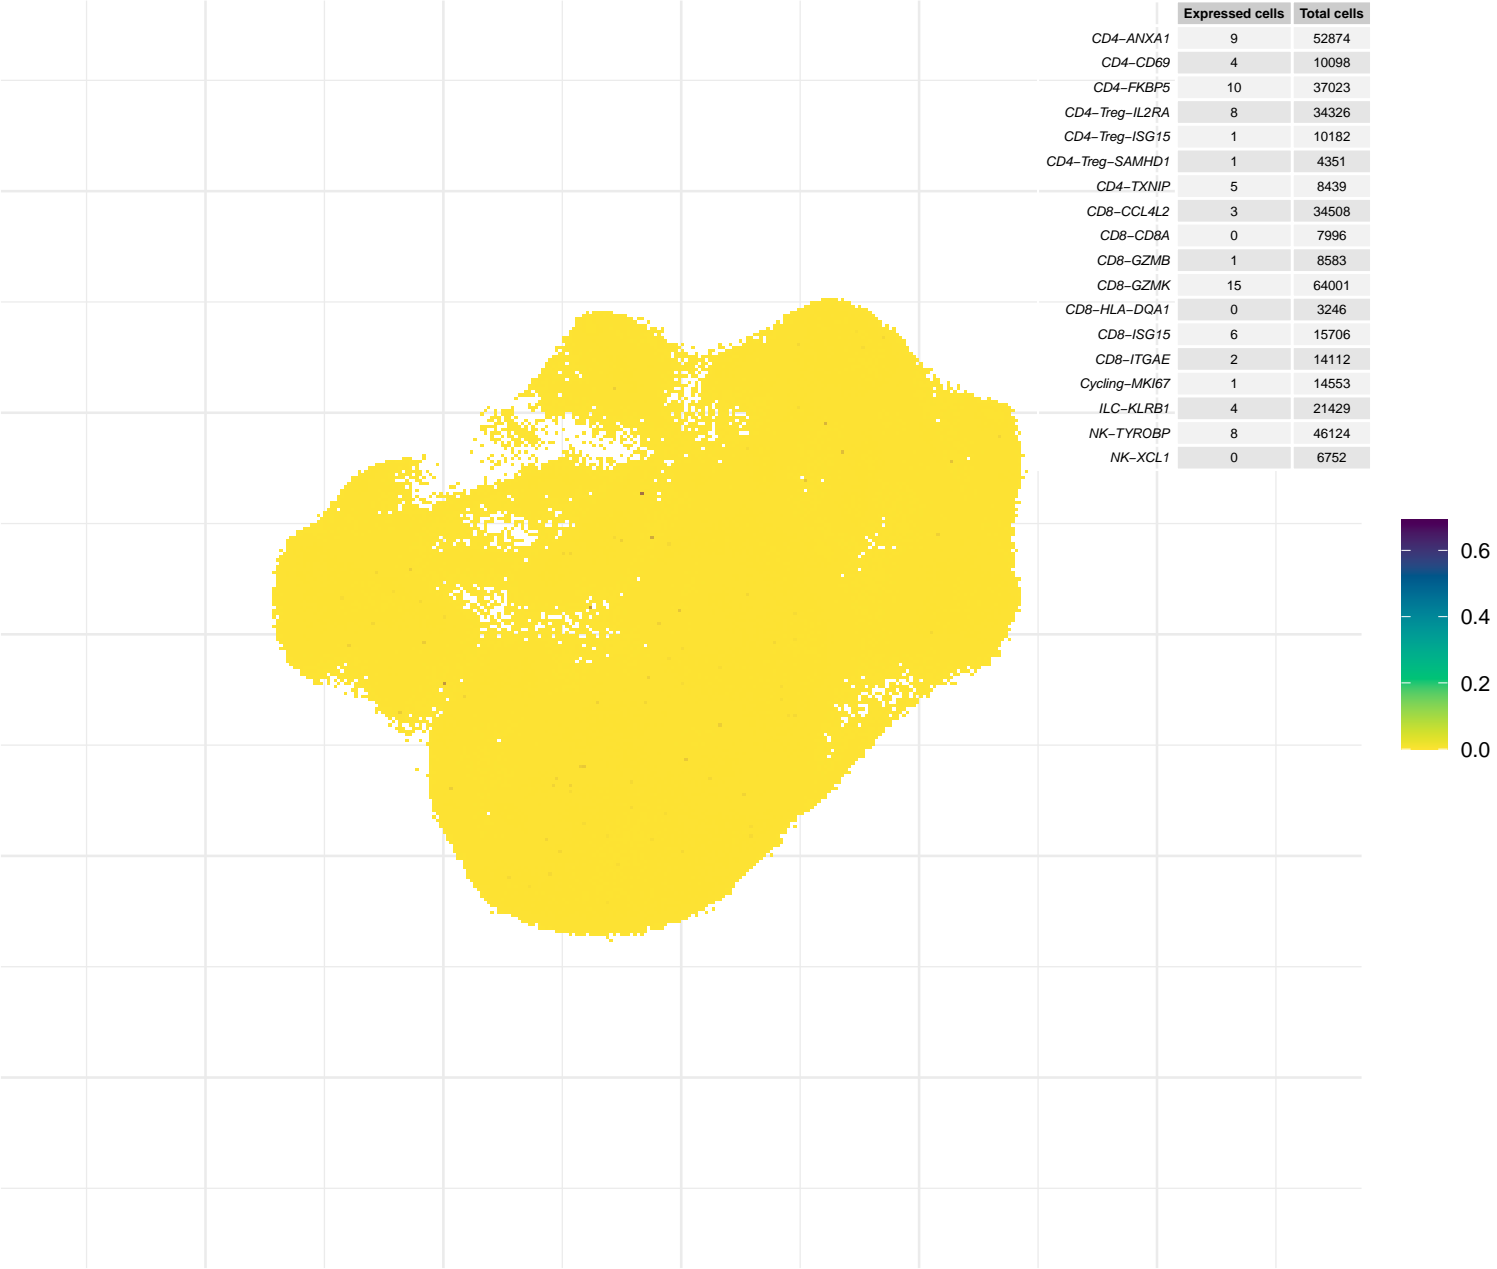 Expressed cells Total cells
CD4−ANXA1 9 52874
CD4−CD69 4 10098
CD4−FKBP5 10 37023
CD4−Treg−IL2RA 8 34326
CD4−Treg−ISG15 1 10182
CD4−Treg−SAMHD1 1 4351
CD4−TXNIP 5 8439
CD8−CCL4L2 3 34508
CD8−CD8A 0 7996
CD8−GZMB 1 8583
CD8−GZMK 15 64001
CD8−HLA−DQA1 0 3246
CD8−ISG15 6 15706
CD8−ITGAE 2 14112
Cycling−MKI67 1 14553
ILC−KLRB1 4 21429
NK−TYROBP 8 46124
NK−XCL1 0 6752
0.6
0.4
0.2
0.0